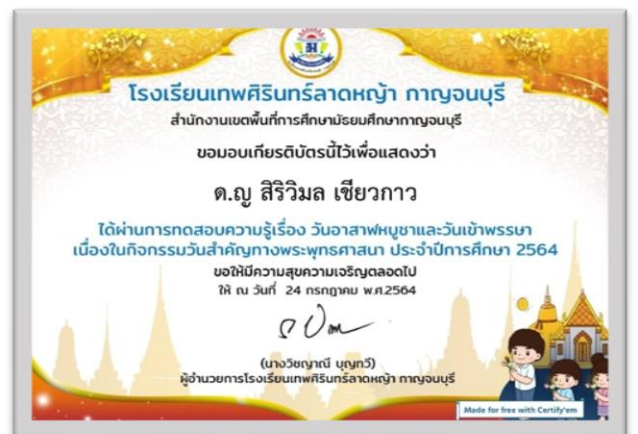 โรงเรียนเทพศิรินทร์ลาดหญ้า กาญจนบุรี
สำนักงานเขตพื้นที่การศึกษามัธยมศึกษากาญจนบุรี
ขอมอบเกียรติบัตรนี้ไว้เพื่อแสดงว่า
ด.ญ สิริวิมล เชียวกาว
ได้ผ่านการทดสอบความรู้เรื่อง วันอาสาฬหบูชาและวันเข้าพรรษา
เนื่องในกิจกรรมวันสำคัญทางพระพุทธศาสนา ประจำปีการศึกษา 2564
ขอให้มีความสุขความเจริญตลอดไป
ให้ ณ วันที่ 24 กรกฎาคม พ.ศ.2564
(นางวิชญาณี บุญทวี)
ผู้อำนวยการโรงเรียนเทพศิรินทร์ลาดหญ้า กาญจนบุรี
Made for free with Certify'em